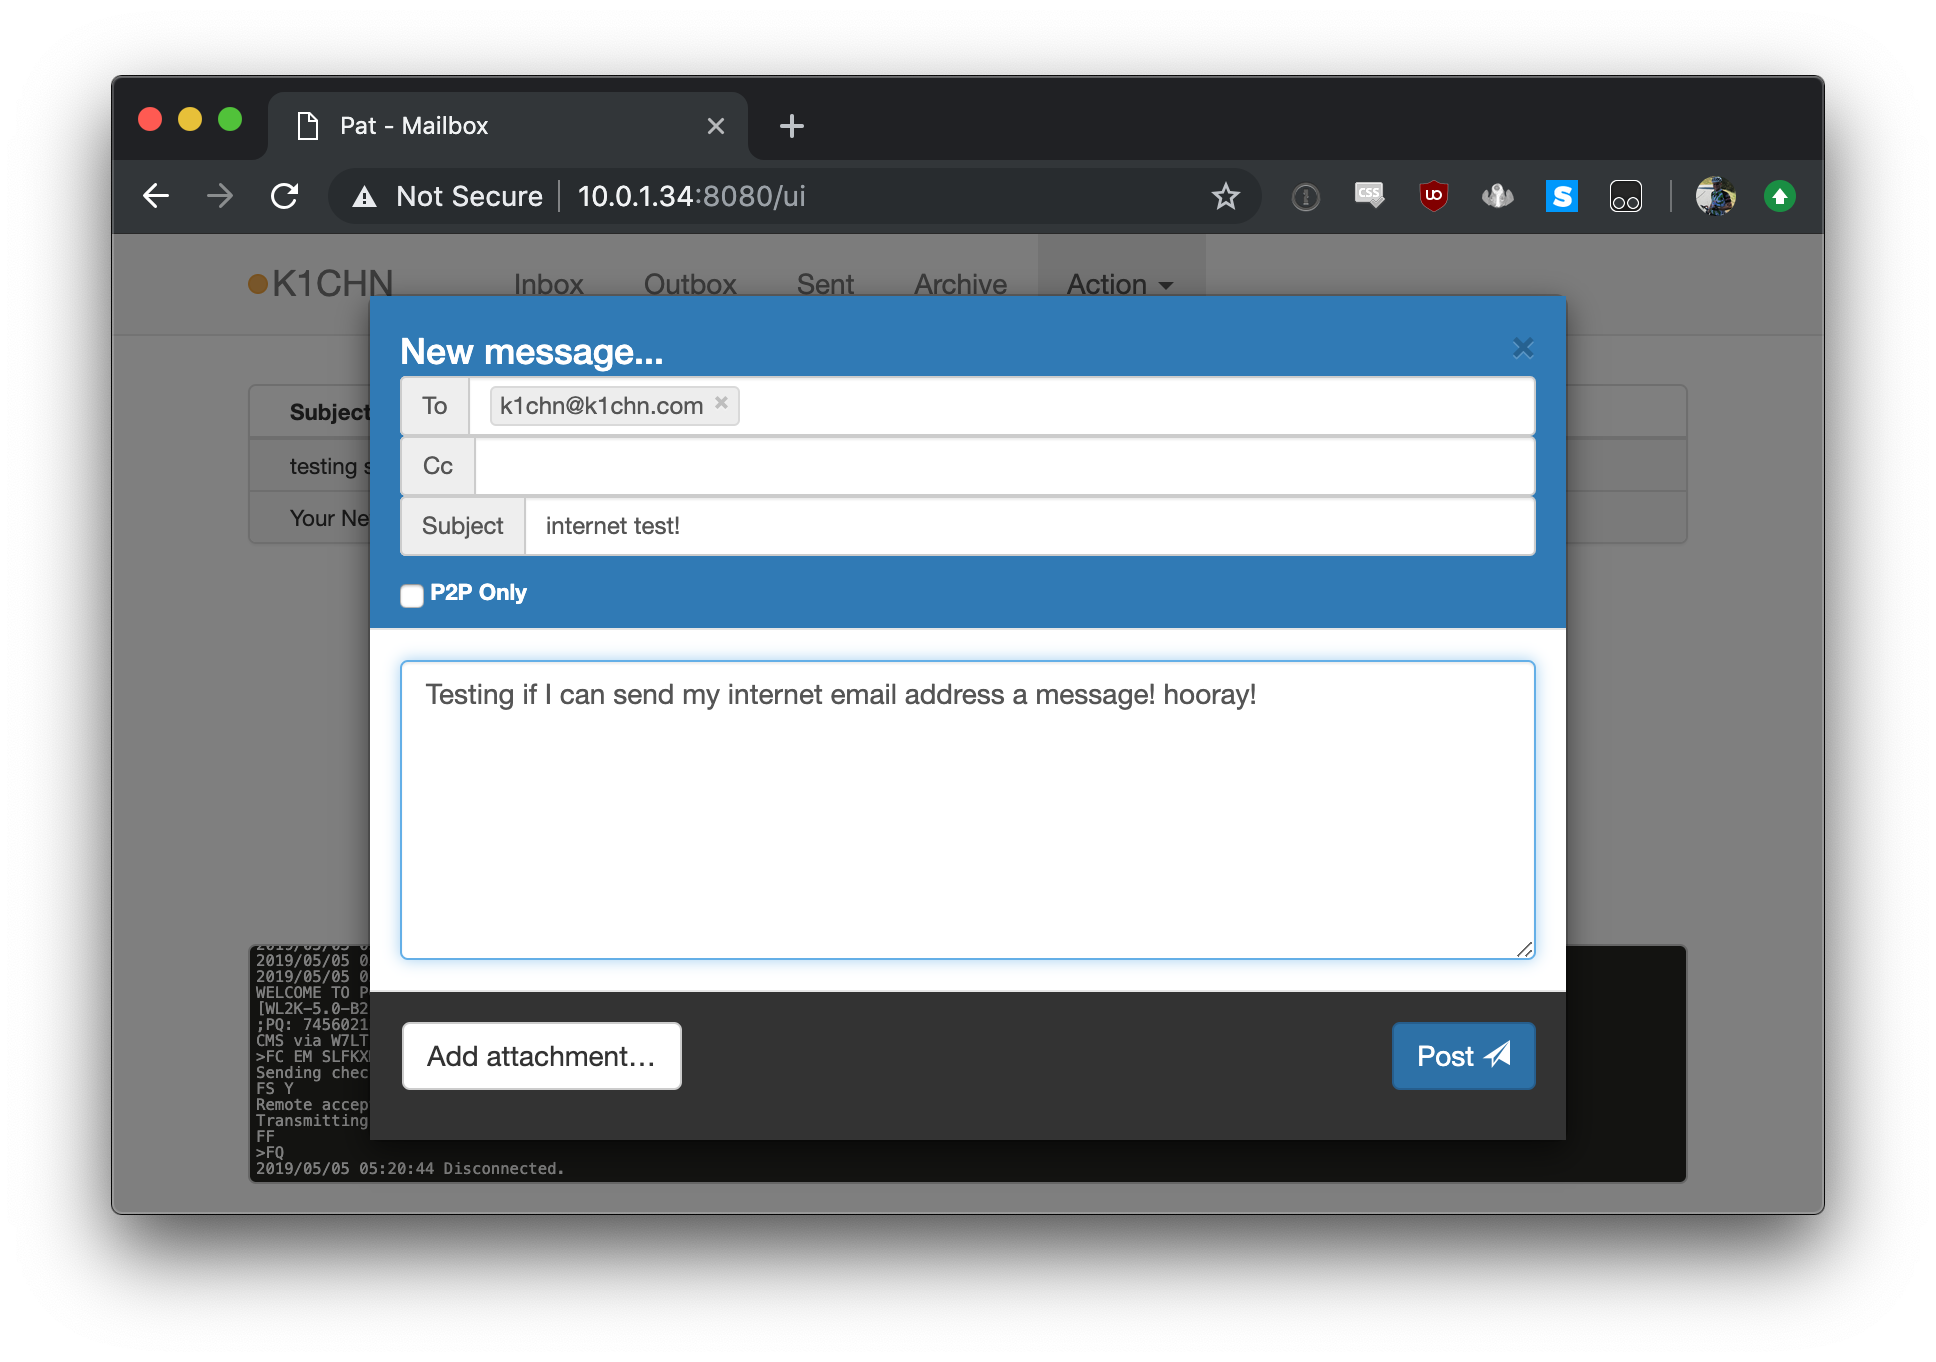 Pat - Mailbox
Not Secure
10.0.1.34:8080/ui
K1CHN
Inbox
Outbox
Sent
Archive
Action
New message...
To
k1chn@k1chn.com
Cc
Subject
internet test!
P2P Only
Subject
testing s
Your Ne
Testing if I can send my internet email address a message! hooray!
Add attachment...
Post
2019/05/05 0
2019/05/05 0
WELCOME TO P
[WL2K-5.0-B2
;PQ: 7456021
CMS via W7LT
>FC EM SLFKX
Sending chec
FS Y
Remote accep
Transmitting
FF
>FQ
2019/05/05 05:20:44 Disconnected.